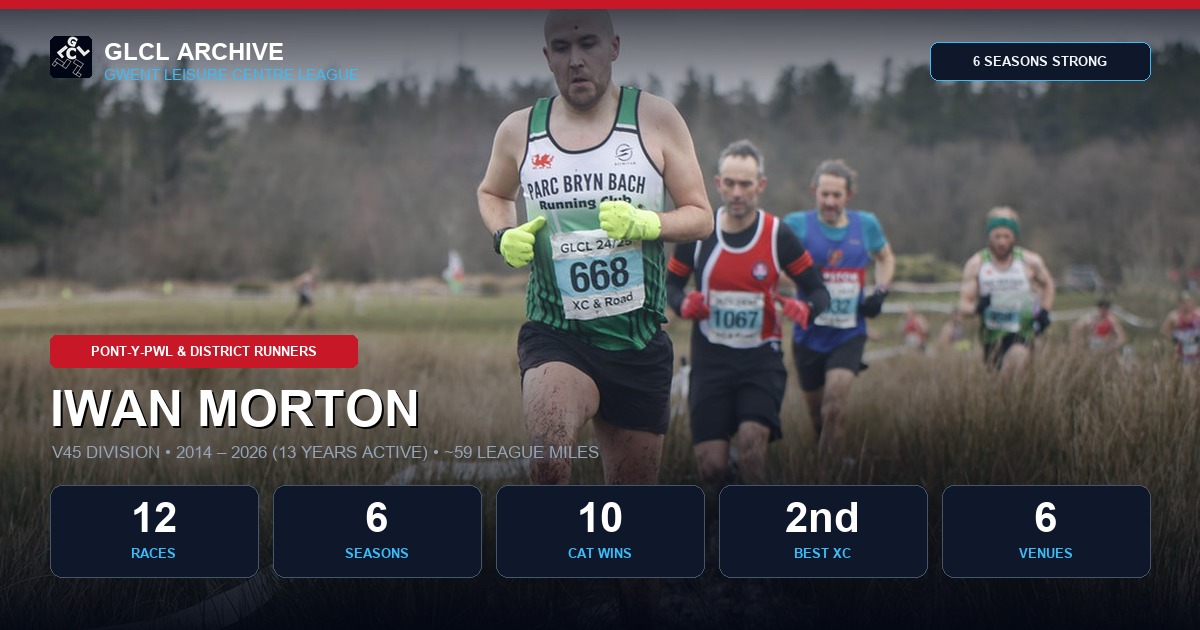 GLCL ARCHIVE
GWENT LEISURE CENTRE LEAGUE
6 SEASONS STRONG
PARC BRYN BACH
Running Club
GLCL 24/25
668
XC & Road
1067
PONT-Y-PWL & DISTRICT RUNNERS
IWAN MORTON
V45 DIVISION • 2014 – 2026 (13 YEARS ACTIVE) • ~59 LEAGUE MILES
12
RACES
6
SEASONS
10
CAT WINS
2nd
BEST XC
6
VENUES